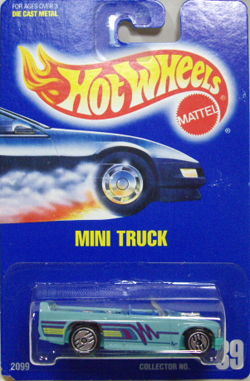 FOR AGES OVER 3
DIE CAST METAL
Hot Wheels
MATTEL
MINI TRUCK
2099
COLLECTOR NO.